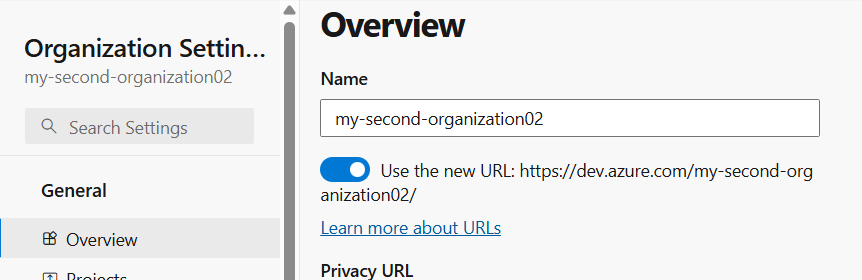 Organization Settin...
my-second-organization02
Search Settings
General
Overview
Projects
Overview
Name
my-second-organization02
Use the new URL: https://dev.azure.com/my-second-org
anization02/
Learn more about URLs
Privacy URL